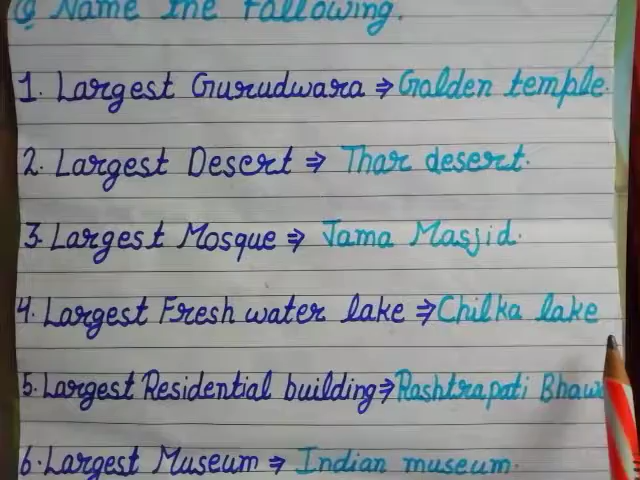 Q Name the following.
1. Largest Gurudwara ⇒ Golden temple.
2. Largest Desert ⇒ Thar desert.
3. Largest Mosque ⇒ Jama Masjid.
4. Largest Fresh water lake ⇒ Chilka lake
5. Largest Residential building ⇒ Rashtrapati Bhaw
6. Largest Museum ⇒ Indian museum.